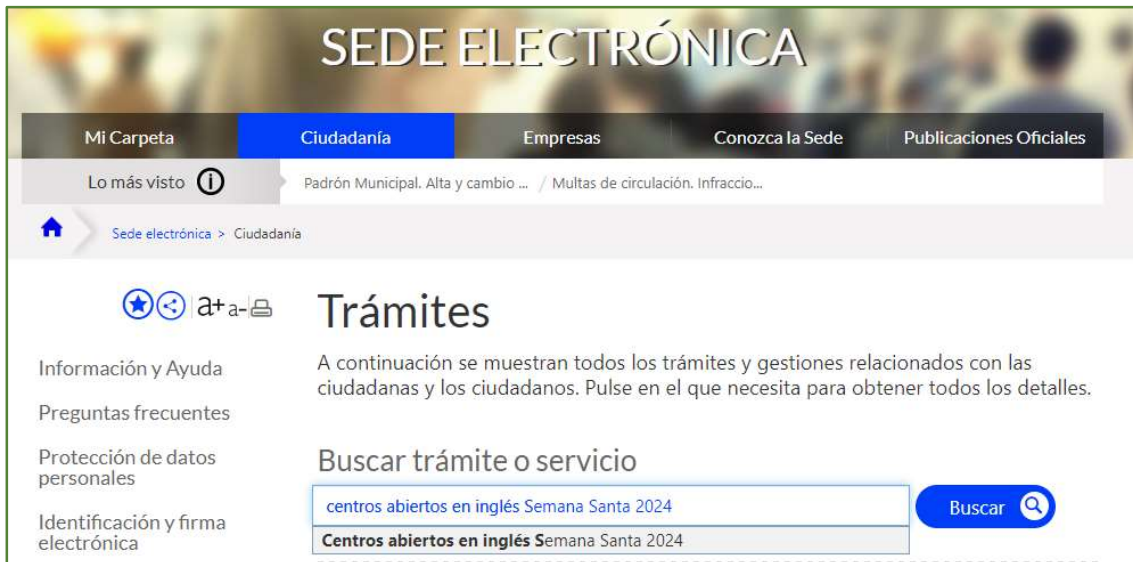 SEDE ELECTRÓNICA
Mi Carpeta
Ciudadanía
Empresas
Conozca la Sede
Publicaciones Oficiales
Lo más visto
Padrón Municipal. Alta y cambio ... / Multas de circulación. Infraccio...
Sede electrónica > Ciudadanía
a+ a-
Trámites
A continuación se muestran todos los trámites y gestiones relacionados con las
ciudadanas y los ciudadanos. Pulse en el que necesita para obtener todos los detalles.
Información y Ayuda
Preguntas frecuentes
Protección de datos
personales
Identificación y firma
electrónica
Buscar trámite o servicio
centros abiertos en inglés Semana Santa 2024
Buscar
Centros abiertos en inglés Semana Santa 2024